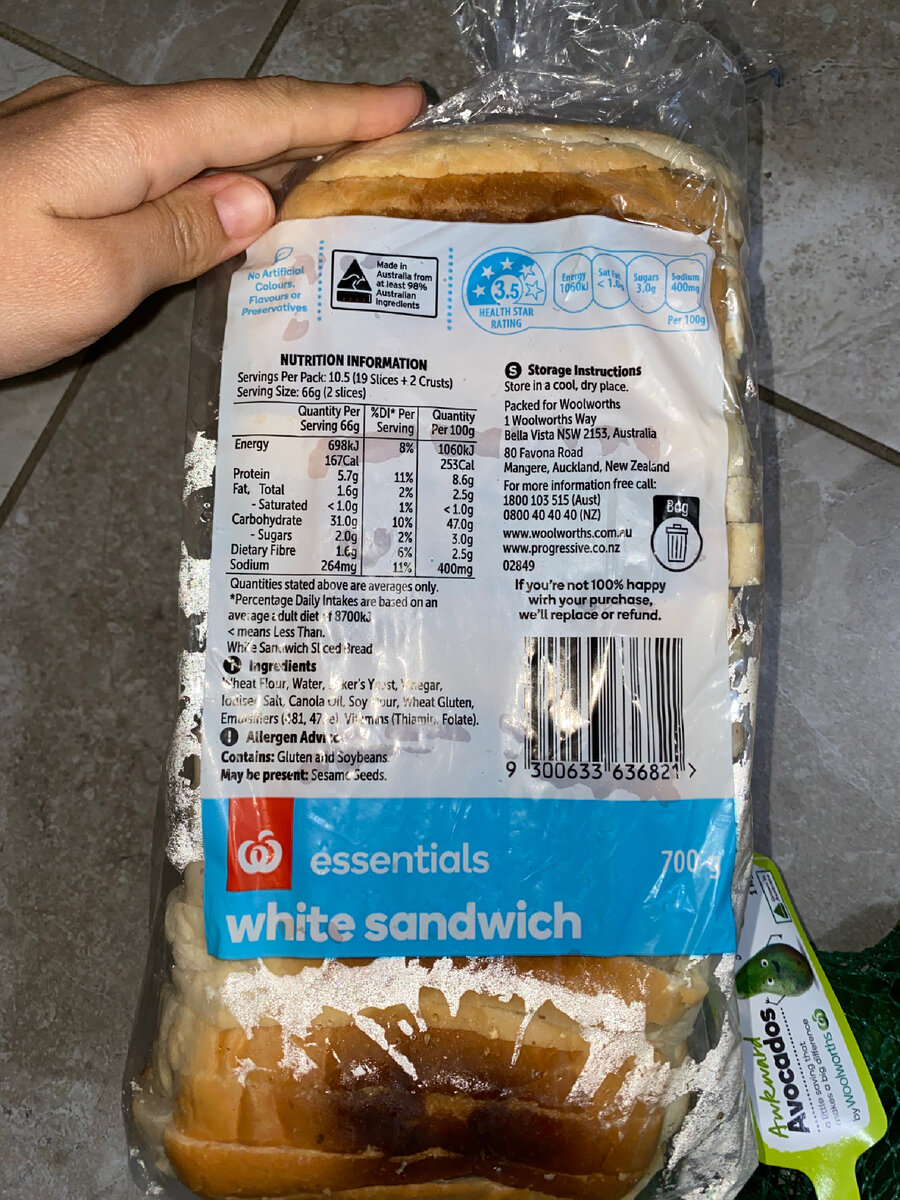 No Artificial
Colours,
Flavours or
Preservatives
Made in
Australia from
at least 98%
Australian
ingredients
3.5
HEALTH STAR
RATING
Energy
1060kJ
Sat Fat
< 1.0g
Sugars
3.0g
Sodium
400mg
Per 100g
NUTRITION INFORMATION
Servings Per Pack: 10.5 (19 Slices + 2 Crusts)
Serving Size: 66g (2 slices)
Quantity Per Serving 66g %DI* Per Serving Quantity Per 100g
Energy 698kJ 8% 1060kJ
167Cal 253Cal
Protein 5.7g 11% 8.6g
Fat, Total 1.6g 2% 2.5g
- Saturated < 1.0g 1% < 1.0g
Carbohydrate 31.0g 10% 47.0g
- Sugars 2.0g 2% 3.0g
Dietary Fibre 1.6g 6% 2.5g
Sodium 264mg 11% 400mg
Quantities stated above are averages only.
*Percentage Daily Intakes are based on an
average adult diet of 8700kJ
< means Less Than.
White Sandwich Sliced Bread
Ingredients
Wheat Flour, Water, Baker's Yeast, Vinegar,
Iodised Salt, Canola Oil, Soy Flour, Wheat Gluten,
Emulsifiers (481, 472e), Vitamins (Thiamin, Folate).
Allergen Advice
Contains: Gluten and Soybeans.
May be present: Sesame Seeds.
S Storage Instructions
Store in a cool, dry place.
Packed for Woolworths
1 Woolworths Way
Bella Vista NSW 2153, Australia
80 Favona Road
Mangere, Auckland, New Zealand
For more information free call:
1800 103 515 (Aust)
0800 40 40 40 (NZ)
www.woolworths.com.au
www.progressive.co.nz
02849
Bag
If you're not 100% happy
with your purchase,
we'll replace or refund.
9 300633 636821 >
essentials
700 g
white sandwich
Awkward
Avocados
a little saving that
makes a big difference
by Woolworths